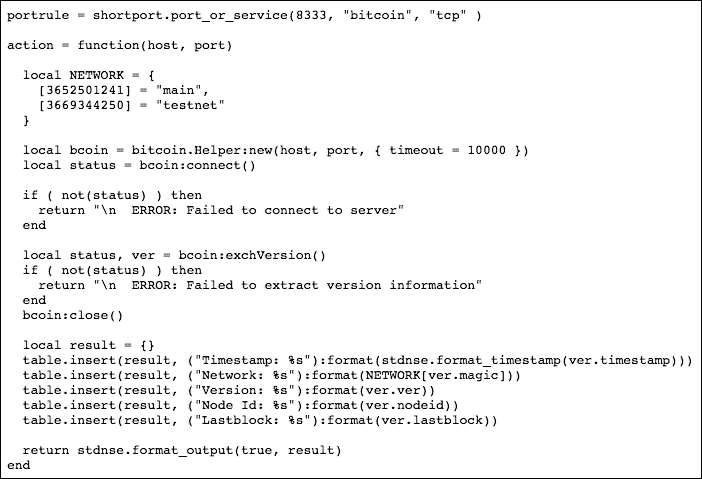 portrule = shortport.port_or_service(8333, "bitcoin", "tcp" )
action = function(host, port)
  local NETWORK = {
    [3652501241] = "main",
    [3669344250] = "testnet"
  }
  local bcoin = bitcoin.Helper:new(host, port, { timeout = 10000 })
  local status = bcoin:connect()
  if ( not(status) ) then
    return "\n  ERROR: Failed to connect to server"
  end
  local status, ver = bcoin:exchVersion()
  if ( not(status) ) then
    return "\n  ERROR: Failed to extract version information"
  end
  bcoin:close()
  local result = {}
  table.insert(result, ("Timestamp: %s"):format(stdnse.format_timestamp(ver.timestamp)))
  table.insert(result, ("Network: %s"):format(NETWORK[ver.magic]))
  table.insert(result, ("Version: %s"):format(ver.ver))
  table.insert(result, ("Node Id: %s"):format(ver.nodeid))
  table.insert(result, ("Lastblock: %s"):format(ver.lastblock))
  return stdnse.format_output(true, result)
end